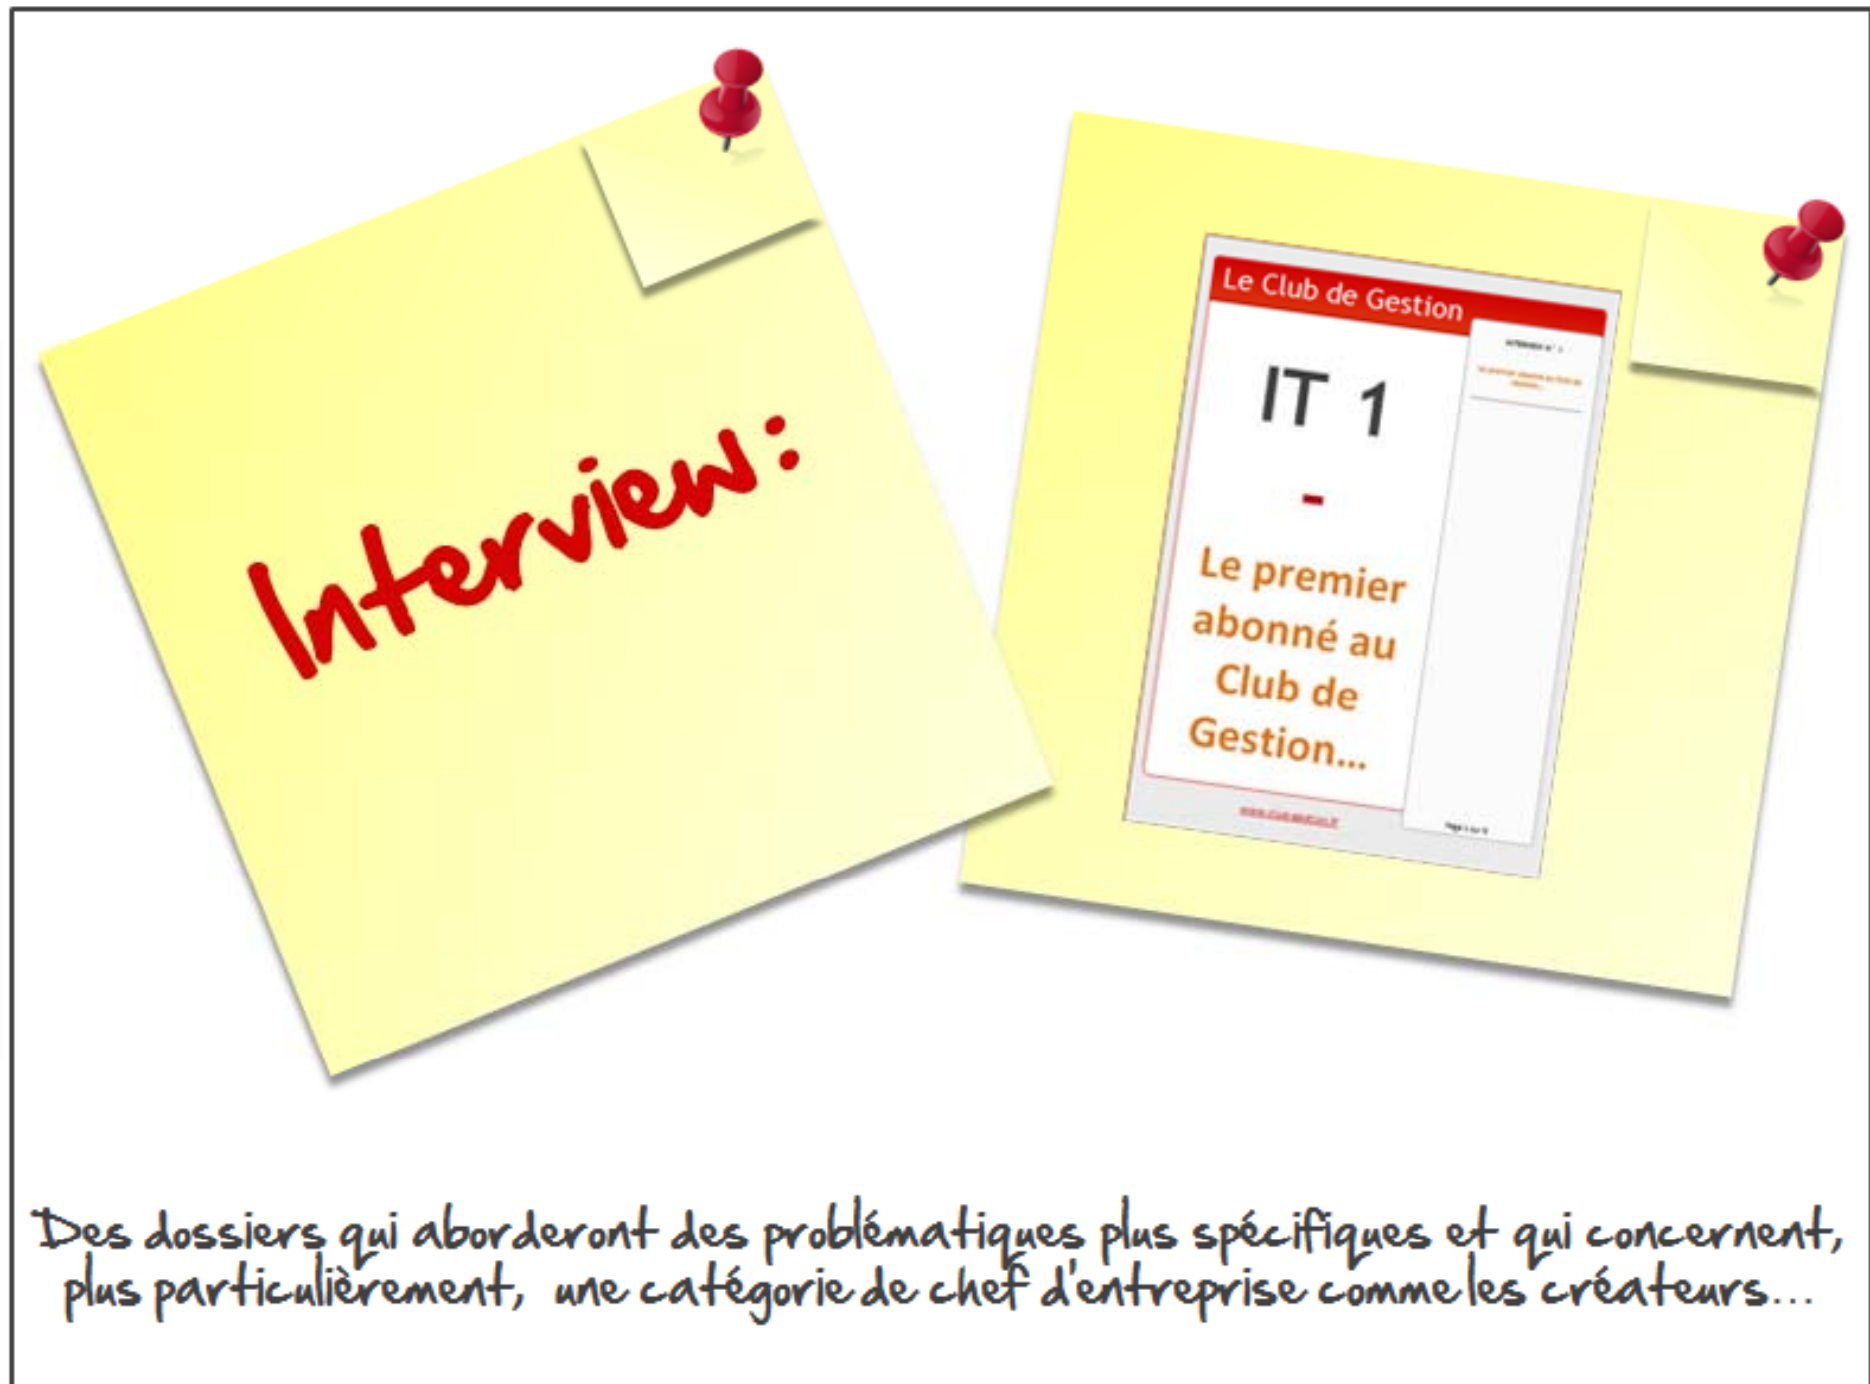 Interview:
Le Club de Gestion
IT 1
-
Le premier
abonné au
Club de
Gestion...
Des dossiers qui aborderont des problématiques plus spécifiques et qui concernent,
plus particulièrement, une catégorie de chef d'entreprise comme les créateurs...